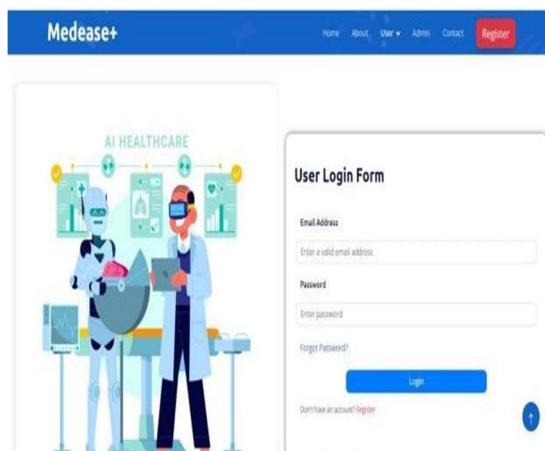 Medease+
Home About User Admin Contact Register
AI HEALTHCARE
User Login Form
Email Address
Enter a valid email address
Password
Enter password
Forgot Password?
Login
Don't have an account? Register